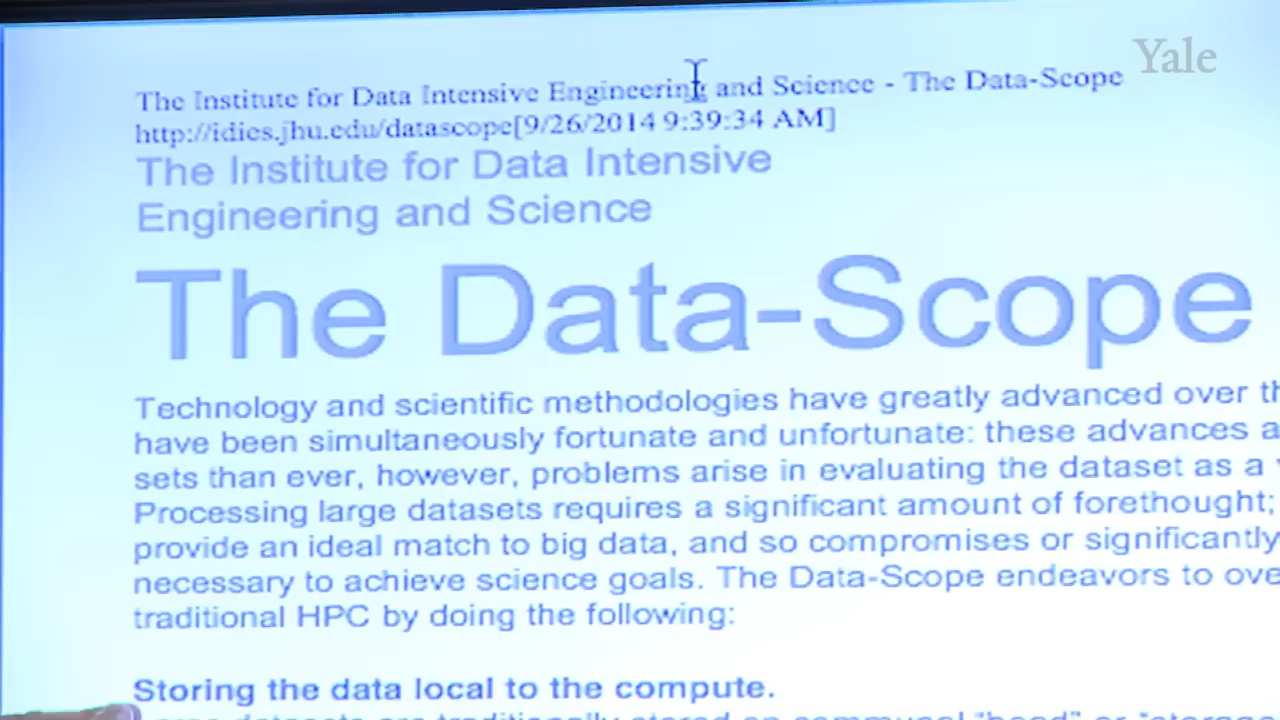 Yale
The Institute for Data Intensive Engineering and Science - The Data-Scope
http://idies.jhu.edu/datascope[9/26/2014 9:39:34 AM]
The Institute for Data Intensive
Engineering and Science
The Data-Scope
Technology and scientific methodologies have greatly advanced over
have been simultaneously fortunate and unfortunate: these advances
sets than ever, however, problems arise in evaluating the dataset as a
Processing large datasets requires a significant amount of forethought;
provide an ideal match to big data, and so compromises or significantly
necessary to achieve science goals. The Data-Scope endeavors to
traditional HPC by doing the following:
Storing the data local to the compute.